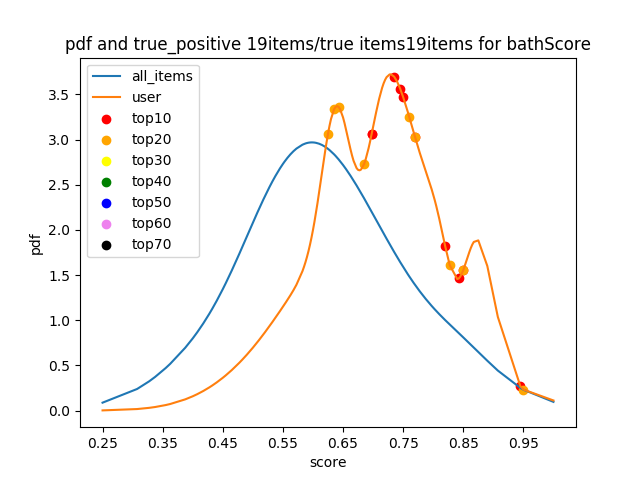 pdf and true_positive 19items/true items19items for bathScore
all_items
user
top10
top20
top30
top40
top50
top60
top70
pdf
3.5
3.0
2.5
2.0
1.5
1.0
0.5
0.0
0.25 0.35 0.45 0.55 0.65 0.75 0.85 0.95
score